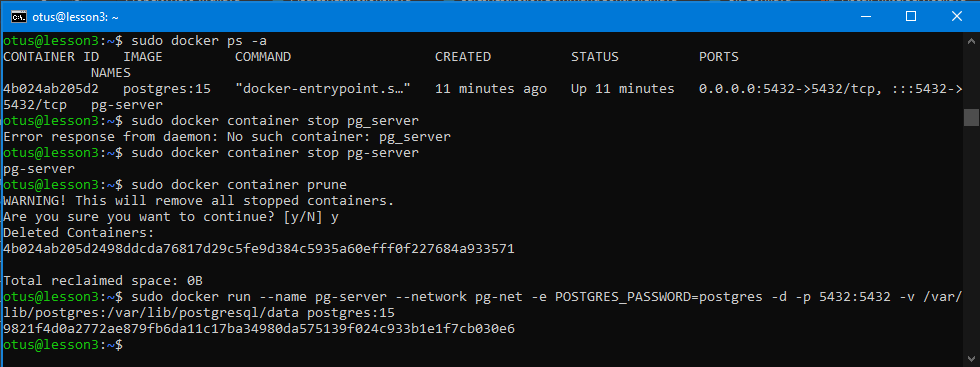 otus@lesson3: ~
otus@lesson3:~$ sudo docker ps -a
CONTAINER ID   IMAGE         COMMAND                  CREATED          STATUS          PORTS
           NAMES
4b024ab205d2   postgres:15   "docker-entrypoint.s…"   11 minutes ago   Up 11 minutes   0.0.0.0:5432->5432/tcp, :::5432->
5432/tcp   pg-server
otus@lesson3:~$ sudo docker container stop pg_server
Error response from daemon: No such container: pg_server
otus@lesson3:~$ sudo docker container stop pg-server
pg-server
otus@lesson3:~$ sudo docker container prune
WARNING! This will remove all stopped containers.
Are you sure you want to continue? [y/N] y
Deleted Containers:
4b024ab205d2498ddcda76817d29c5fe9d384c5935a60efff0f227684a933571
Total reclaimed space: 0B
otus@lesson3:~$ sudo docker run --name pg-server --network pg-net -e POSTGRES_PASSWORD=postgres -d -p 5432:5432 -v /var/
lib/postgres:/var/lib/postgresql/data postgres:15
9821f4d0a2772ae879fb6da11c17ba34980da575139f024c933b1e1f7cb030e6
otus@lesson3:~$